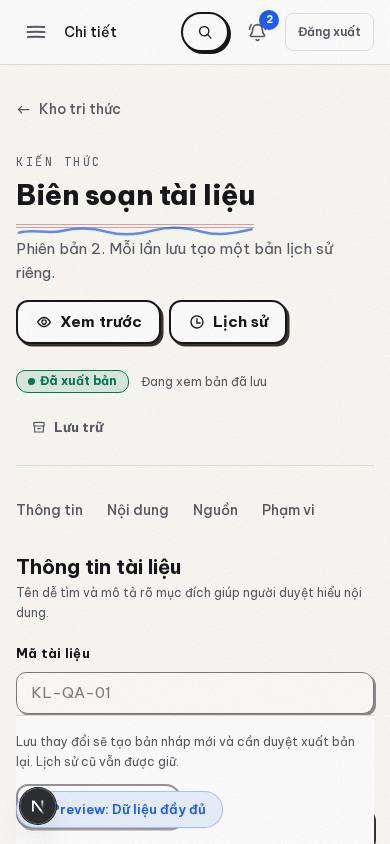 Chi tiết
2
Đăng xuất
← Kho tri thức
KIẾN THỨC
Biên soạn tài liệu
Phiên bản 2. Mỗi lần lưu tạo một bản lịch sử
riêng.
Xem trước
Lịch sử
Đã xuất bản
Đang xem bản đã lưu
Lưu trữ
Thông tin
Nội dung
Nguồn
Phạm vi
Thông tin tài liệu
Tên dễ tìm và mô tả rõ mục đích giúp người duyệt hiểu nội
dung.
Mã tài liệu
KL-QA-01
Lưu thay đổi sẽ tạo bản nháp mới và cần duyệt xuất bản
lại. Lịch sử cũ vẫn được giữ.
N
review: Dữ liệu đầy đủ